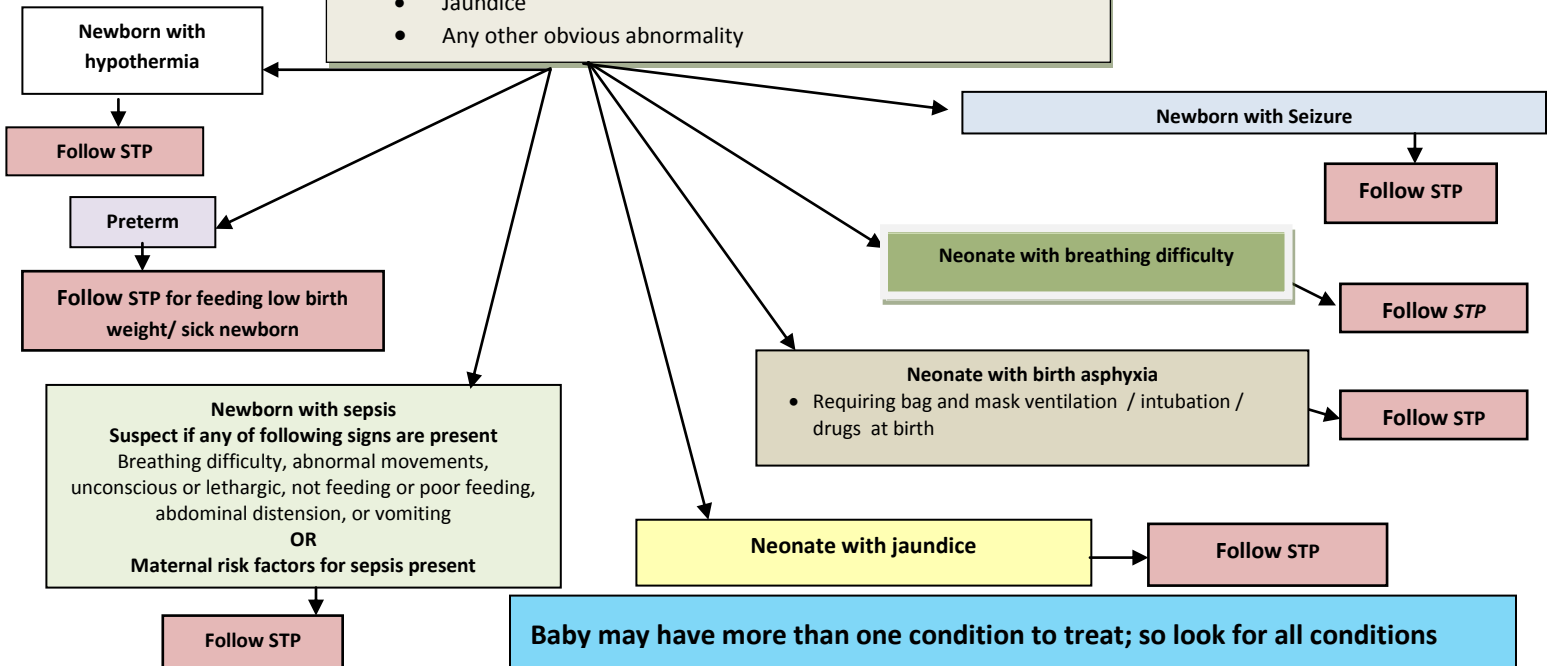 • Jaundice
• Any other obvious abnormality
Newborn with
hypothermia
Follow STP
Newborn with Seizure
Follow STP
Preterm
Follow STP for feeding low birth
weight/ sick newborn
Neonate with breathing difficulty
Follow STP
Neonate with birth asphyxia
• Requiring bag and mask ventilation / intubation /
drugs at birth
Follow STP
Newborn with sepsis
Suspect if any of following signs are present
Breathing difficulty, abnormal movements,
unconscious or lethargic, not feeding or poor feeding,
abdominal distension, or vomiting
OR
Maternal risk factors for sepsis present
Follow STP
Neonate with jaundice
Follow STP
Baby may have more than one condition to treat; so look for all conditions